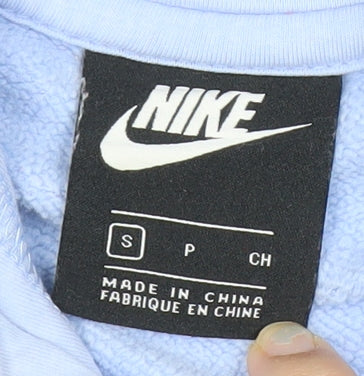 NIKE
S P CH
MADE IN CHINA
FABRIQUE EN CHINE